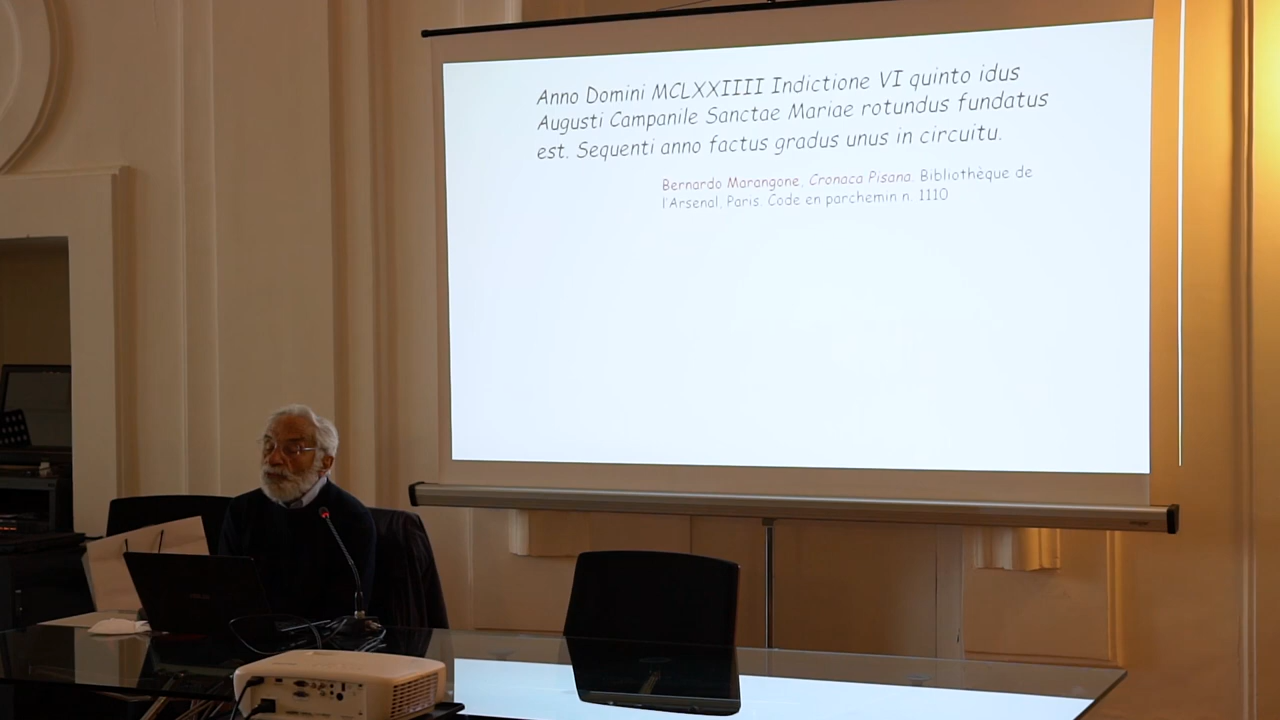 Anno Domini MCLXXIIII Indictione VI quinto idus
Augusti Campanile Sanctae Mariae rotundus fundatus
est. Sequenti anno factus gradus unus in circuitu.
Bernardo Marangone, Cronaca Pisana. Bibliothèque de
l'Arsenal, Paris. Code en parchemin n. 1110